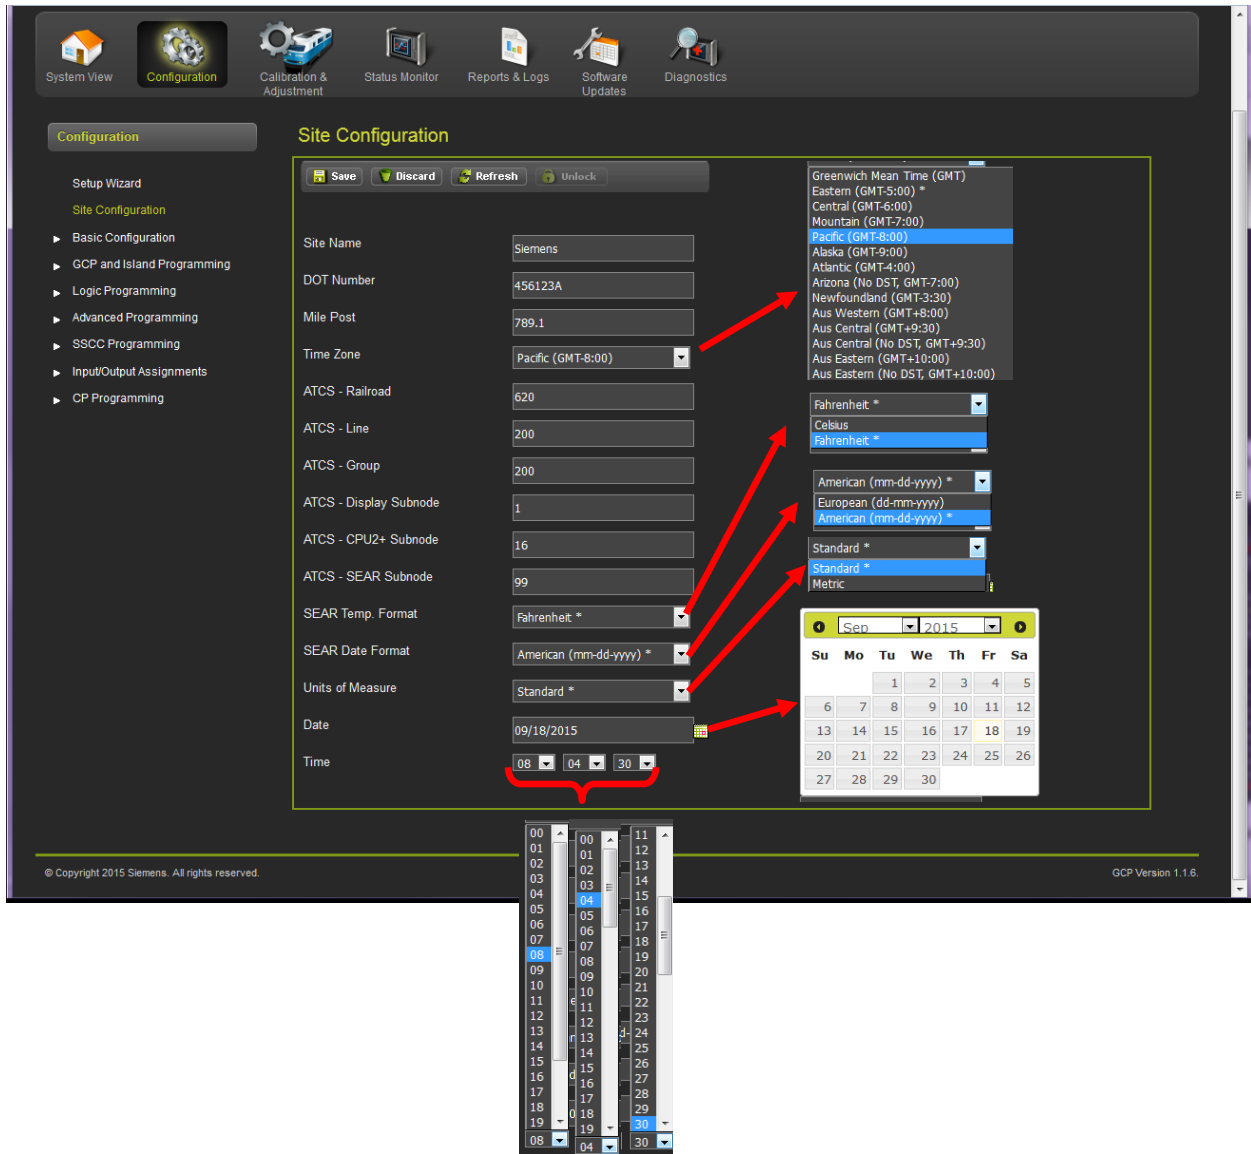 System View
Configuration
Calibration &
Adjustment
Status Monitor
Reports & Logs
Software
Updates
Diagnostics
Configuration
Setup Wizard
Site Configuration
Basic Configuration
GCP and Island Programming
Logic Programming
Advanced Programming
SSCC Programming
Input/Output Assignments
CP Programming
Site Configuration
Save
Discard
Refresh
Unlock
Site Name
Siemens
DOT Number
456123A
Mile Post
789.1
Time Zone
Pacific (GMT-8:00)
ATCS - Railroad
620
ATCS - Line
200
ATCS - Group
200
ATCS - Display Subnode
1
ATCS - CPU2+ Subnode
16
ATCS - SEAR Subnode
99
SEAR Temp. Format
Fahrenheit *
SEAR Date Format
American (mm-dd-yyyy) *
Units of Measure
Standard *
Date
09/18/2015
Time
08 04 30
Greenwich Mean Time (GMT)
Eastern (GMT-5:00) *
Central (GMT-6:00)
Mountain (GMT-7:00)
Pacific (GMT-8:00)
Alaska (GMT-9:00)
Atlantic (GMT-4:00)
Arizona (No DST, GMT-7:00)
Newfoundland (GMT-3:30)
Aus Western (GMT+8:00)
Aus Central (GMT+9:30)
Aus Central (No DST, GMT+9:30)
Aus Eastern (GMT+10:00)
Aus Eastern (No DST, GMT+10:00)
Fahrenheit *
Celsius
Fahrenheit *
American (mm-dd-yyyy) *
European (dd-mm-yyyy)
American (mm-dd-yyyy) *
Standard *
Standard *
Metric
Sep 2015
Su Mo Tu We Th Fr Sa
1 2 3 4 5
6 7 8 9 10 11 12
13 14 15 16 17 18 19
20 21 22 23 24 25 26
27 28 29 30
00
01
02
03
04
05
06
07
08
09
10
11
12
13
14
15
16
17
18
19
08
00
01
02
03
04
05
06
07
08
09
10
11
12
13
14
15
16
17
18
19
04
11
12
13
14
15
16
17
18
19
20
21
22
23
24
25
26
27
28
29
30
30
© Copyright 2015 Siemens. All rights reserved.
GCP Version 1.1.6.